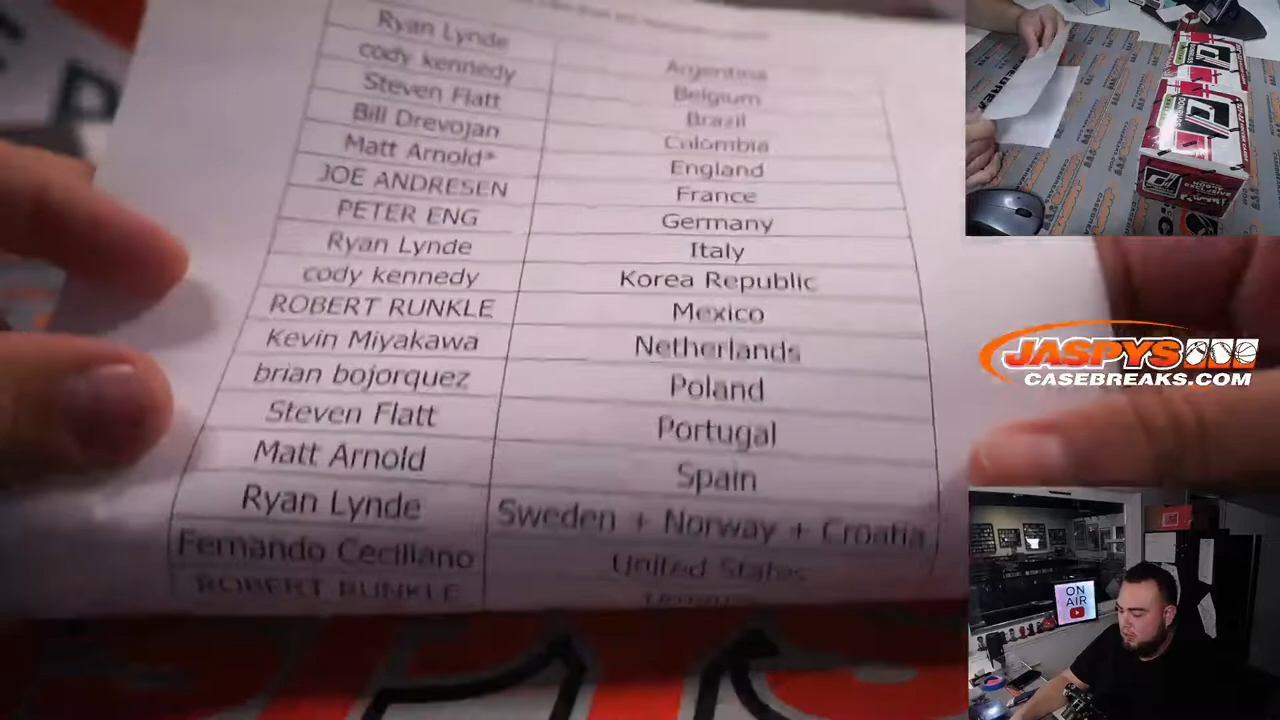 Ryan Lynde Argentina
cody kennedy Belgium
Steven Flatt Brazil
Bill Drevojan Colombia
Matt Arnold* England
JOE ANDRESEN France
PETER ENG Germany
Ryan Lynde Italy
cody kennedy Korea Republic
ROBERT RUNKLE Mexico
Kevin Miyakawa Netherlands
brian bojorquez Poland
Steven Flatt Portugal
Matt Arnold Spain
Ryan Lynde Sweden + Norway + Croatia
Fernando Ceciliano United States
ROBERT RUNKLE
JASPYS
CASEBREAKS.COM
ON
AIR